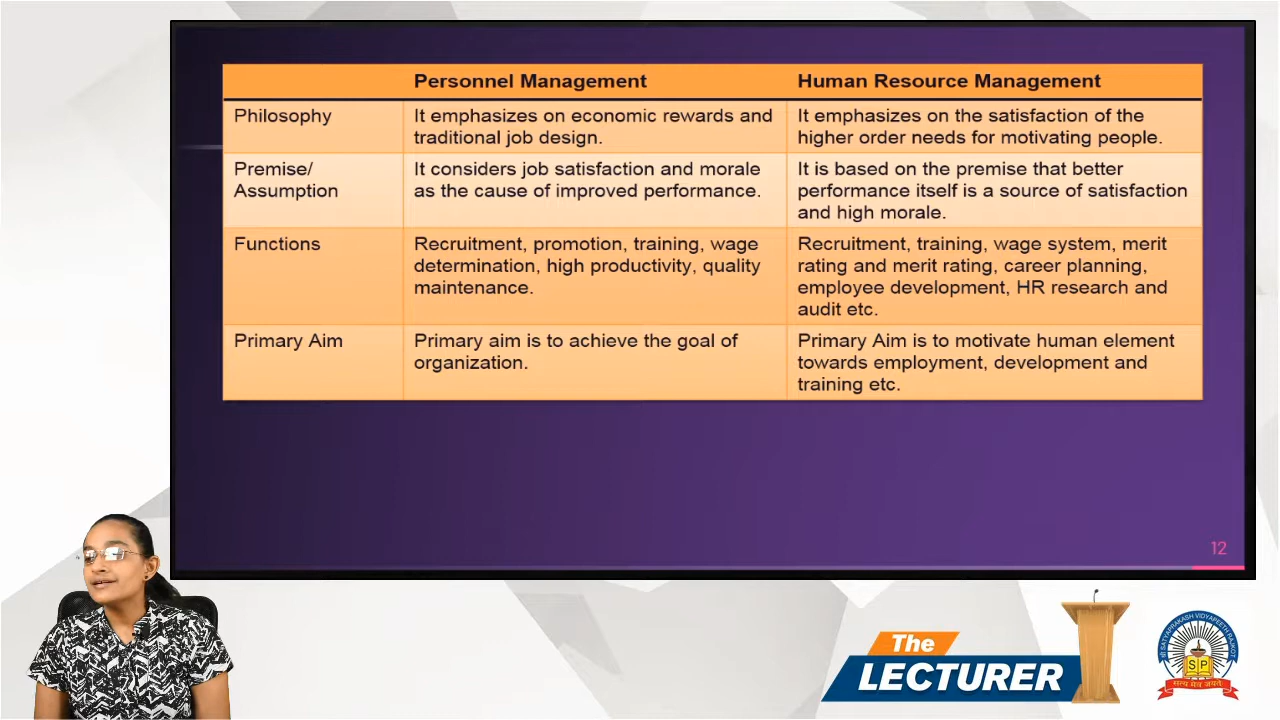 Personnel Management
Human Resource Management
Philosophy
It emphasizes on economic rewards and
traditional job design.
It emphasizes on the satisfaction of the
higher order needs for motivating people.
Premise/
Assumption
It considers job satisfaction and morale
as the cause of improved performance.
It is based on the premise that better
performance itself is a source of satisfaction
and high morale.
Functions
Recruitment, promotion, training, wage
determination, high productivity, quality
maintenance.
Recruitment, training, wage system, merit
rating and merit rating, career planning,
employee development, HR research and
audit etc.
Primary Aim
Primary aim is to achieve the goal of
organization.
Primary Aim is to motivate human element
towards employment, development and
training etc.
12
The
LECTURER
SATYAPRAKASH VIDYAPEETH RAJKOT
S P
सत्य मेव जयते